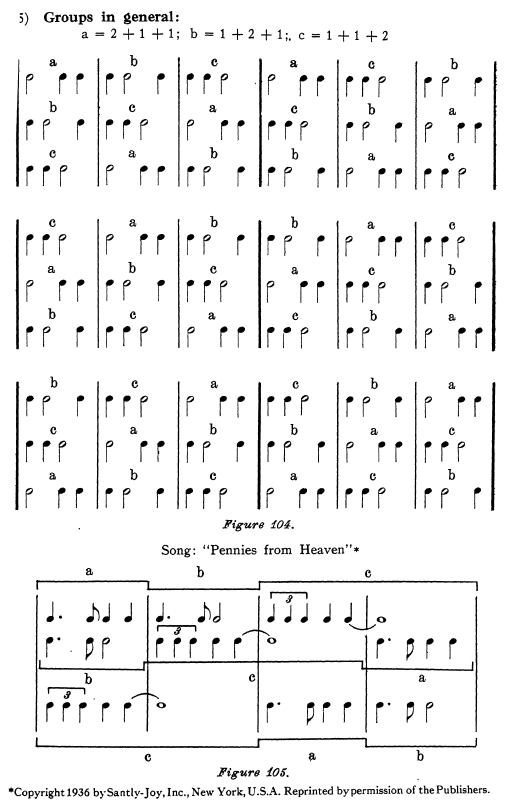 5) Groups in general:
a = 2 + 1 + 1; b = 1 + 2 + 1;, c = 1 + 1 + 2
a b c a c b
b c a c b a
c a b b a c
c a b b a c
a b c a c b
b c a c b a
b c a c b a
c a b b a c
a b c a c b
Figure 104.
Song: "Pennies from Heaven"*
a b c
3
3
b c a
3
c a b
Figure 105.
*Copyright 1936 by Santly-Joy, Inc., New York, U.S.A. Reprinted by permission of the Publishers.